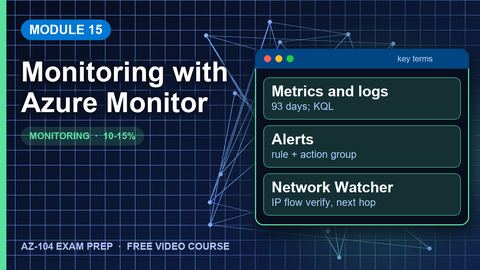 MODULE 15
Monitoring with
Azure Monitor
MONITORING · 10-15%
key terms
Metrics and logs
93 days; KQL
Alerts
rule + action group
Network Watcher
IP flow verify, next hop
AZ-104 EXAM PREP · FREE VIDEO COURSE